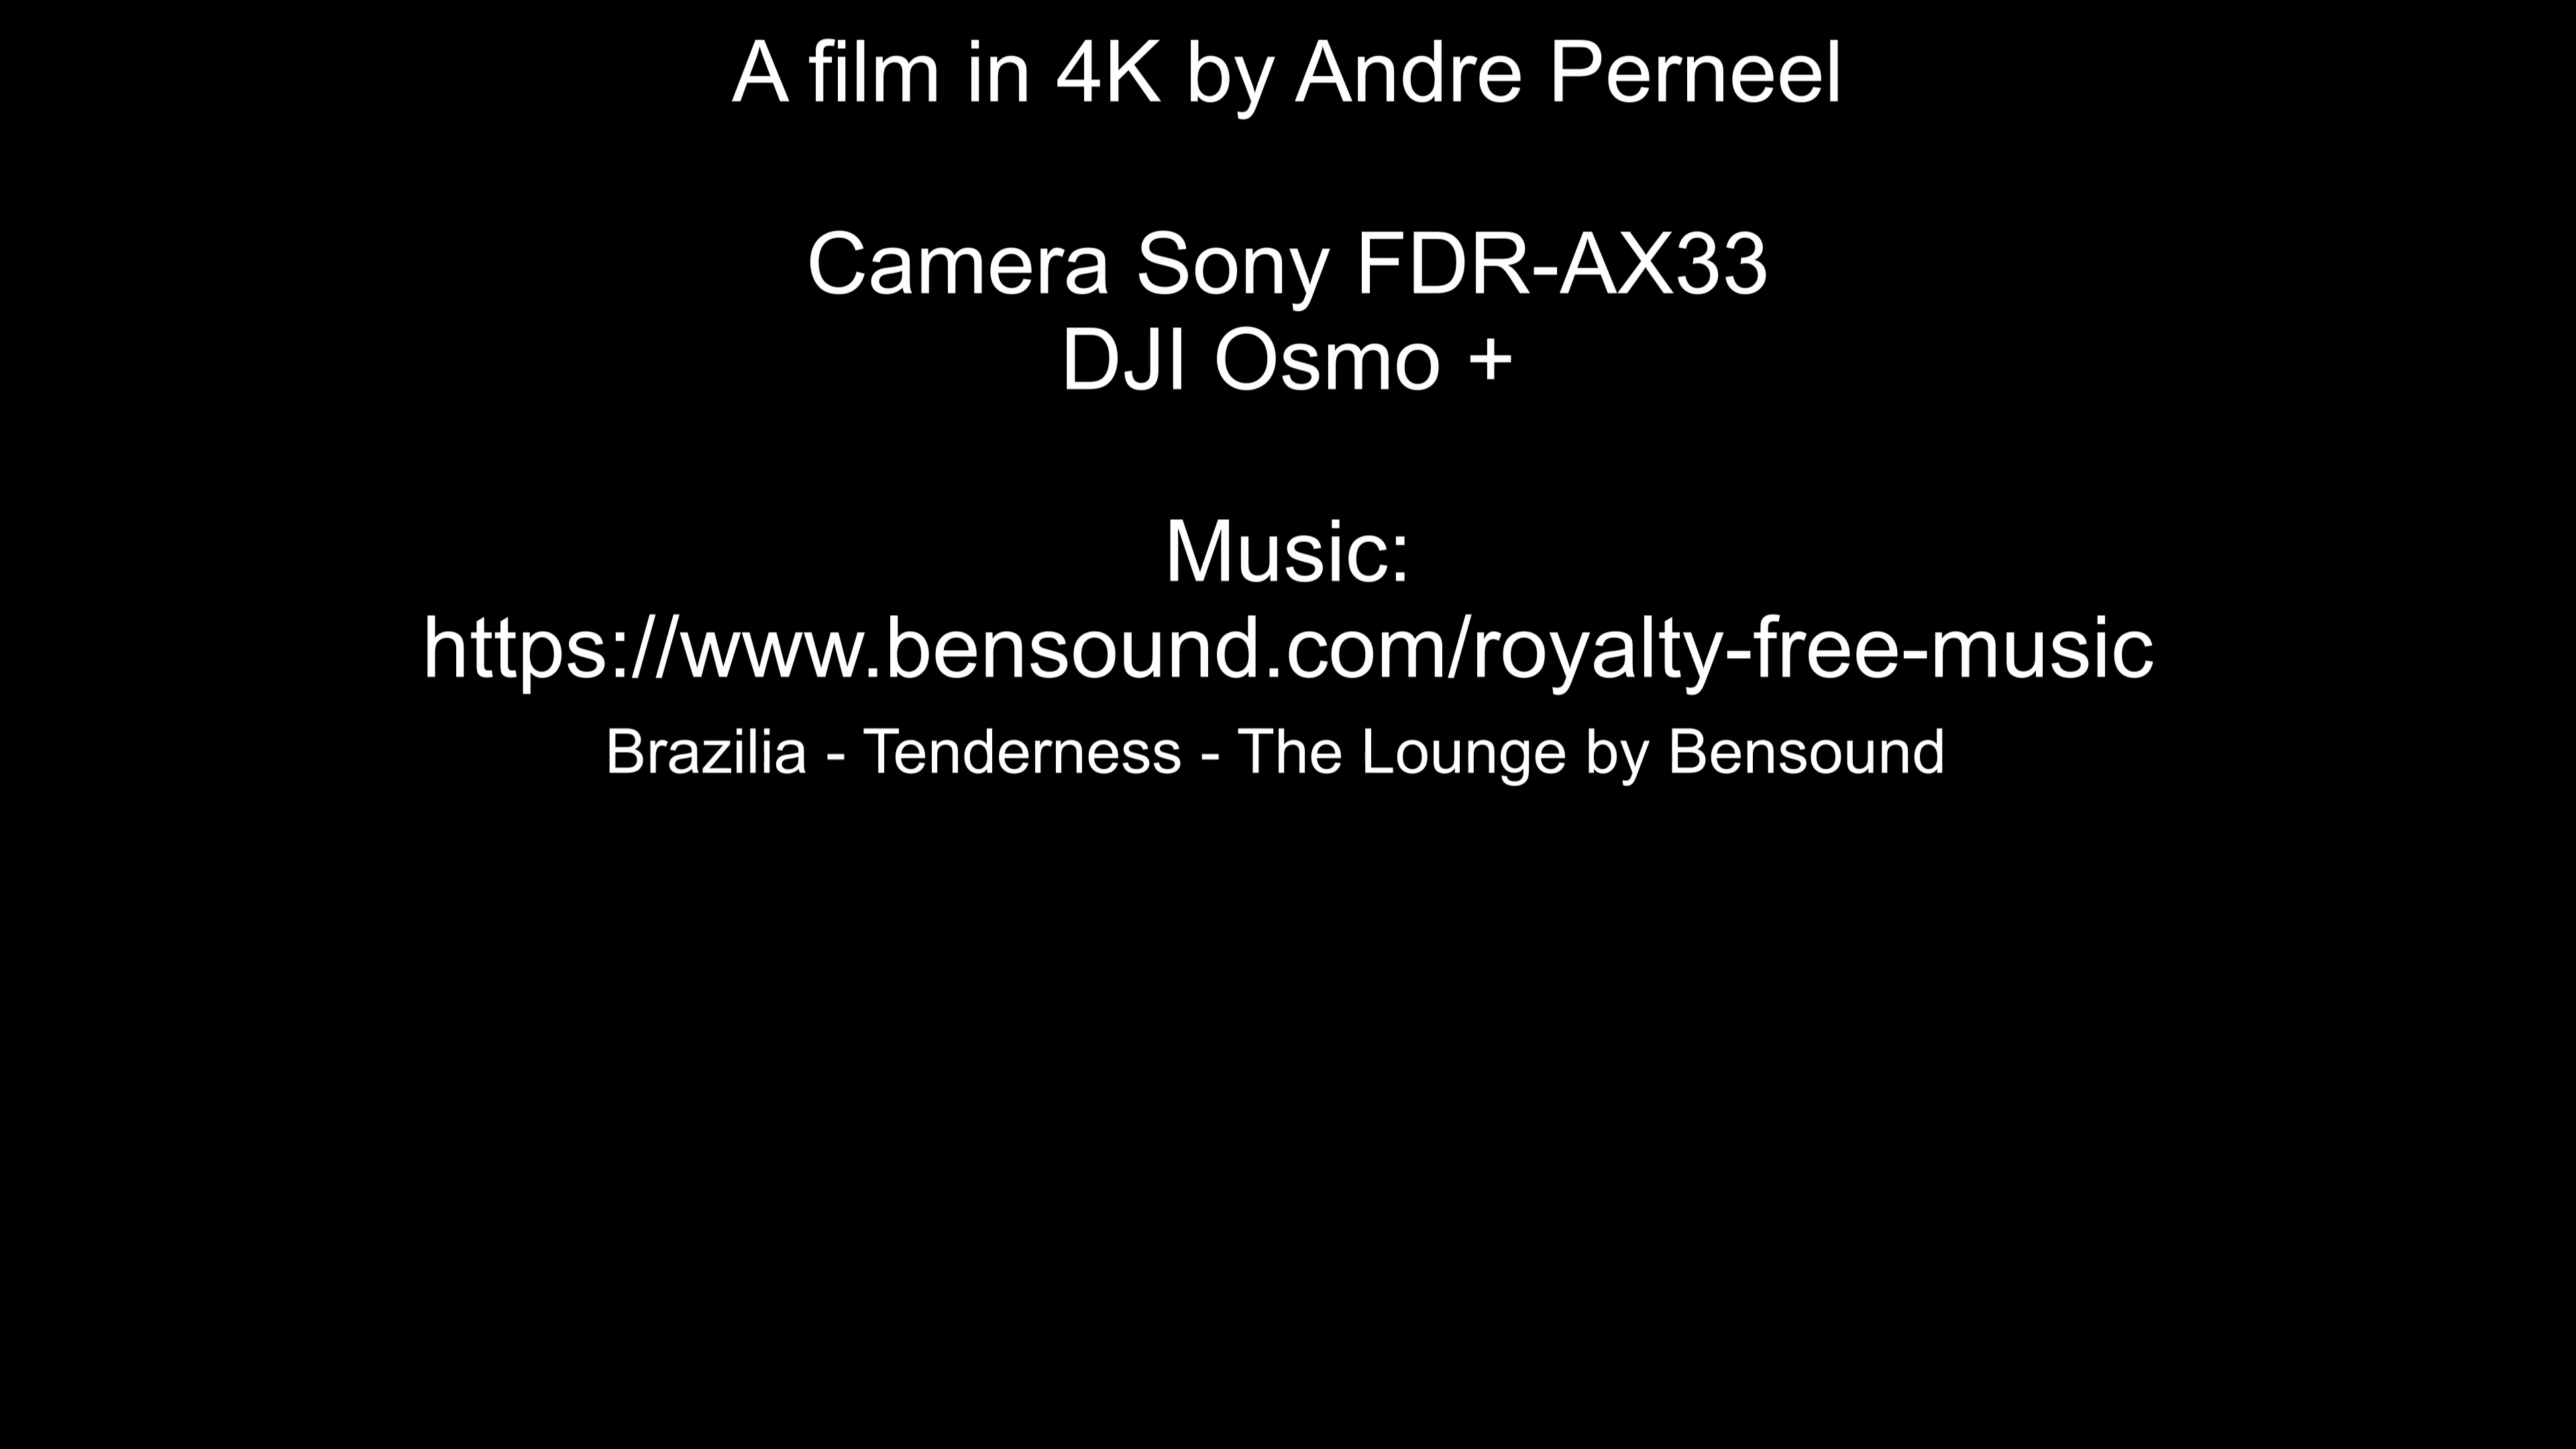 A film in 4K by Andre Perneel
Camera Sony FDR-AX33
DJI Osmo +
Music:
https://www.bensound.com/royalty-free-music
Brazilia - Tenderness - The Lounge by Bensound